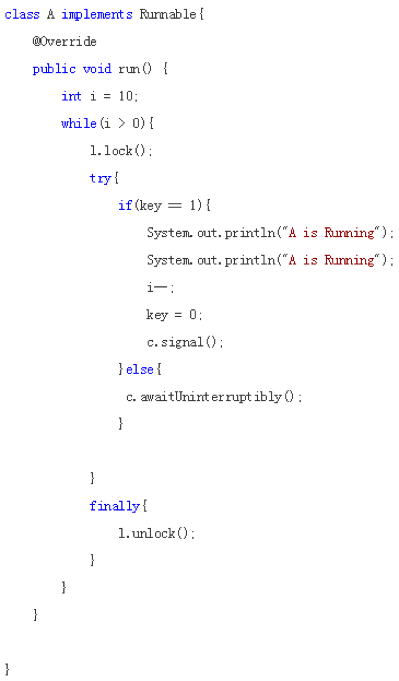 class A implements Runnable{
    @Override
    public void run() {
        int i = 10;
        while(i > 0){
            l.lock();
            try{
                if(key == 1){
                    System.out.println("A is Running");
                    System.out.println("A is Running");
                    i--;
                    key = 0;
                    c.signal();
                }else{
                 c.awaitUninterruptibly();
                }

            }
            finally{
                l.unlock();
            }
        }
    }

}